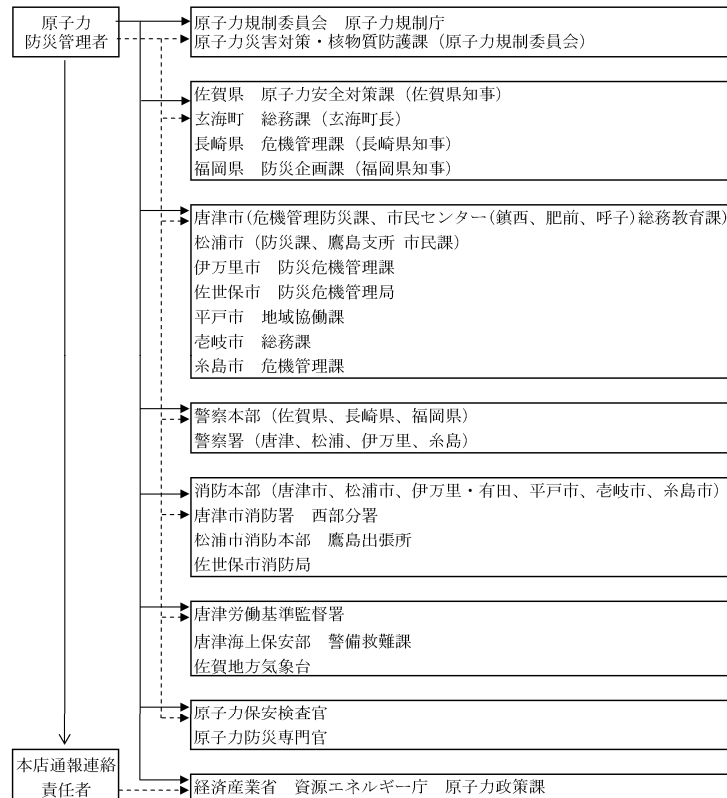 原子力
防災管理者
原子力規制委員会　原子力規制庁
原子力災害対策・核物質防護課（原子力規制委員会）
佐賀県　原子力安全対策課（佐賀県知事）
玄海町　総務課（玄海町長）
長崎県　危機管理課（長崎県知事）
福岡県　防災企画課（福岡県知事）
唐津市(危機管理防災課、市民センター(鎮西、肥前、呼子)総務教育課)
松浦市（防災課、鷹島支所 市民課）
伊万里市　防災危機管理課
佐世保市　防災危機管理局
平戸市　地域協働課
壱岐市　総務課
糸島市　危機管理課
警察本部（佐賀県、長崎県、福岡県）
警察署（唐津、松浦、伊万里、糸島）
消防本部（唐津市、松浦市、伊万里・有田、平戸市、壱岐市、糸島市）
唐津市消防署　西部分署
松浦市消防本部　鷹島出張所
佐世保市消防局
唐津労働基準監督署
唐津海上保安部　警備救難課
佐賀地方気象台
原子力保安検査官
原子力防災専門官
本店通報連絡
責任者
経済産業省　資源エネルギー庁　原子力政策課